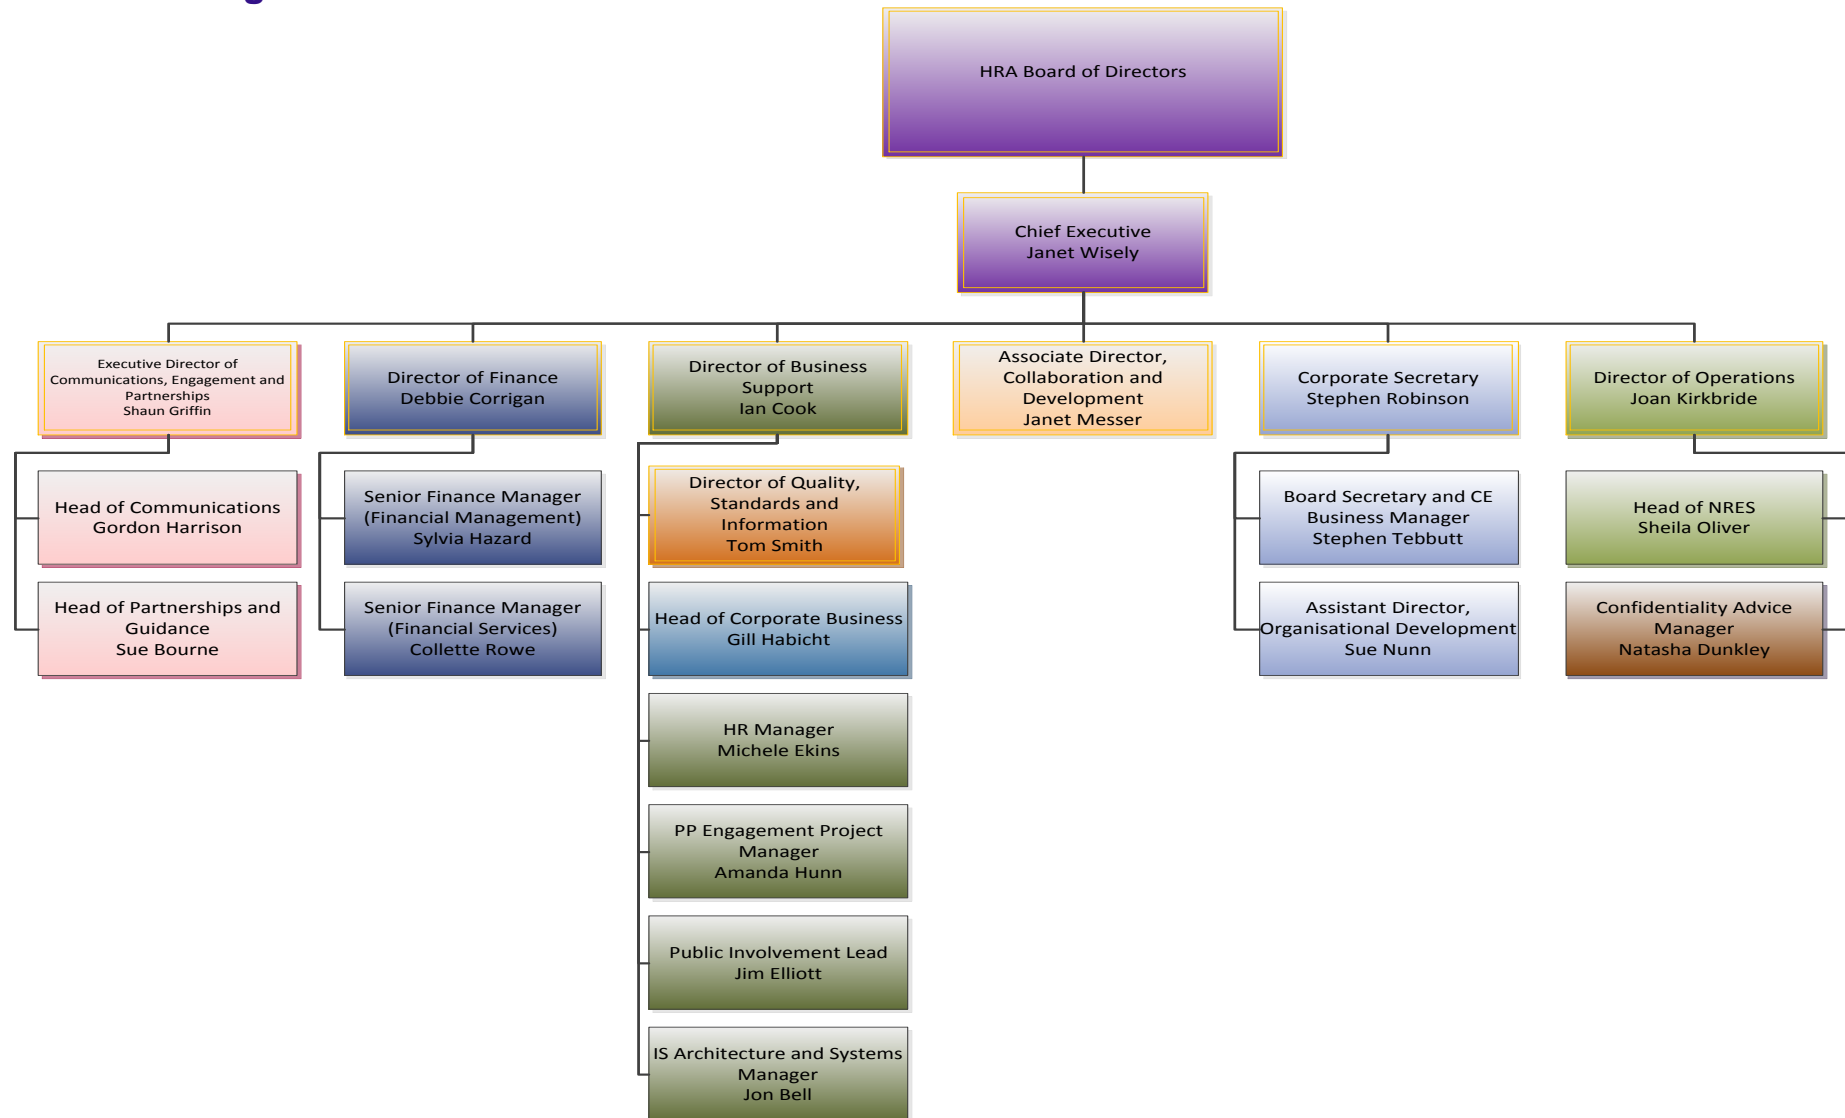 HRA Board of Directors
Chief Executive
Janet Wisely
Executive Director of
Communications, Engagement and
Partnerships
Shaun Griffin
Director of Finance
Debbie Corrigan
Director of Business
Support
Ian Cook
Associate Director,
Collaboration and
Development
Janet Messer
Corporate Secretary
Stephen Robinson
Director of Operations
Joan Kirkbride
Head of Communications
Gordon Harrison
Head of Partnerships and
Guidance
Sue Bourne
Senior Finance Manager
(Financial Management)
Sylvia Hazard
Senior Finance Manager
(Financial Services)
Collette Rowe
Director of Quality,
Standards and
Information
Tom Smith
Head of Corporate Business
Gill Habicht
HR Manager
Michele Ekins
PP Engagement Project
Manager
Amanda Hunn
Public Involvement Lead
Jim Elliott
IS Architecture and Systems
Manager
Jon Bell
Board Secretary and CE
Business Manager
Stephen Tebbutt
Assistant Director,
Organisational Development
Sue Nunn
Head of NRES
Sheila Oliver
Confidentiality Advice
Manager
Natasha Dunkley